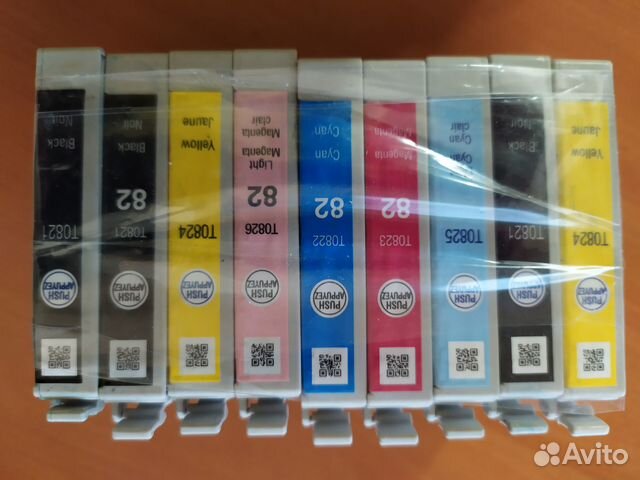 Black
Noir
T0821
PUSH
APPUYEZ
Black
Noir
82
T0821
PUSH
APPUYEZ
Yellow
Jaune
T0824
PUSH
APPUYEZ
Light
Magenta
Magenta
clair
82
T0826
PUSH
APPUYEZ
Cyan
Cyan
82
T0822
PUSH
APPUYEZ
Magenta
Magenta
82
T0823
PUSH
APPUYEZ
Cyan
Cyan
clair
T0825
PUSH
APPUYEZ
Black
Noir
T0821
PUSH
APPUYEZ
Yellow
Jaune
T0824
PUSH
APPUYEZ
Avito